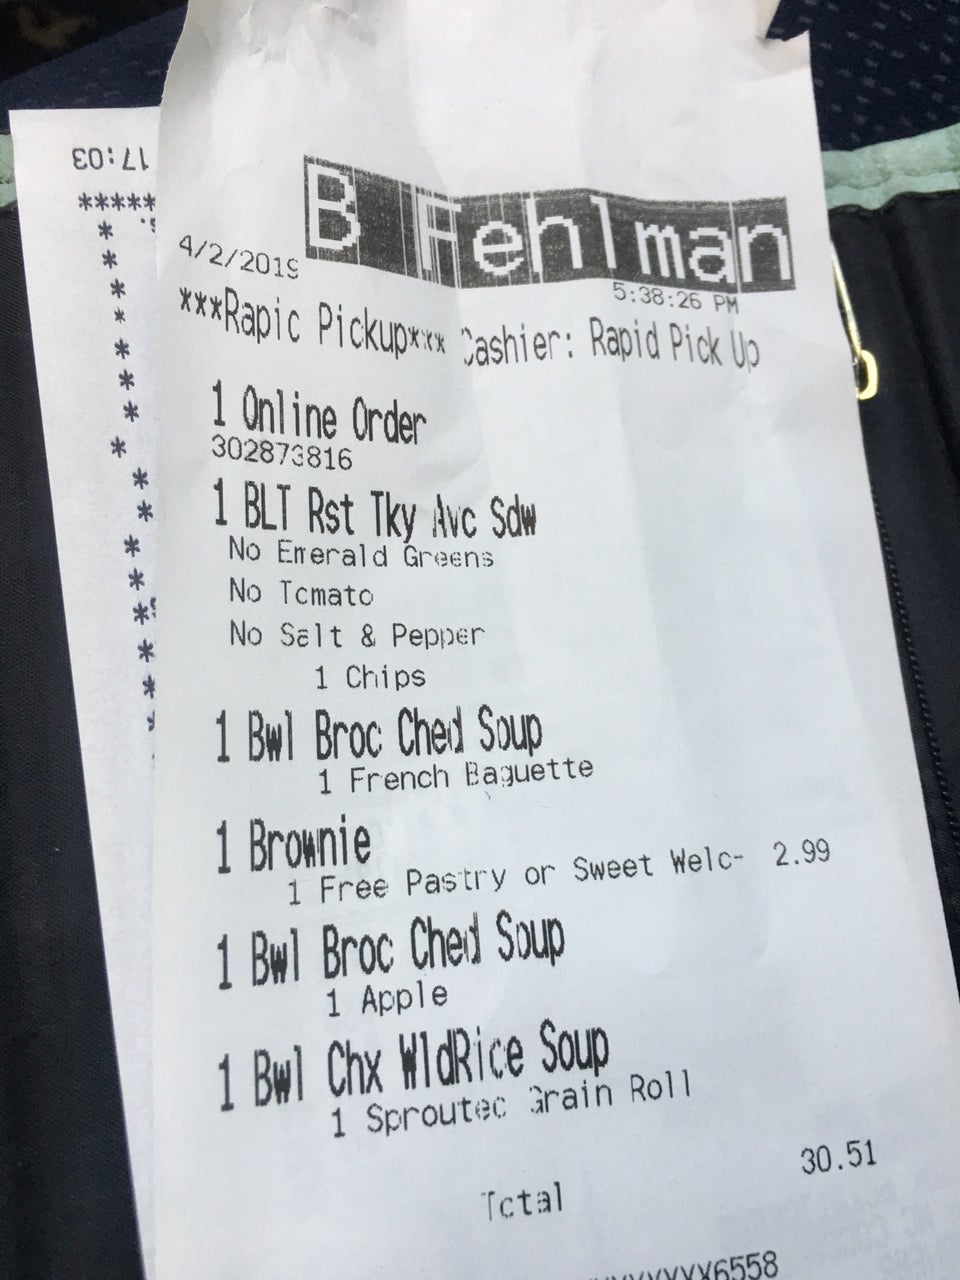 17:03
*****
B Fehlman
4/2/2019 5:38:26 PM
***Rapic Pickup*** Cashier: Rapid Pick Up
1 Online Order
302873816
1 BLT Rst Tky Avc Sdw
No Emerald Greens
No Tomato
No Salt & Pepper
1 Chips
1 Bwl Broc Ched Soup
1 French Baguette
1 Brownie
1 Free Pastry or Sweet Welc- 2.99
1 Bwl Broc Ched Soup
1 Apple
1 Bwl Chx WldRice Soup
1 Sproutec Grain Roll
30.51
Total
XXXXXXX6558